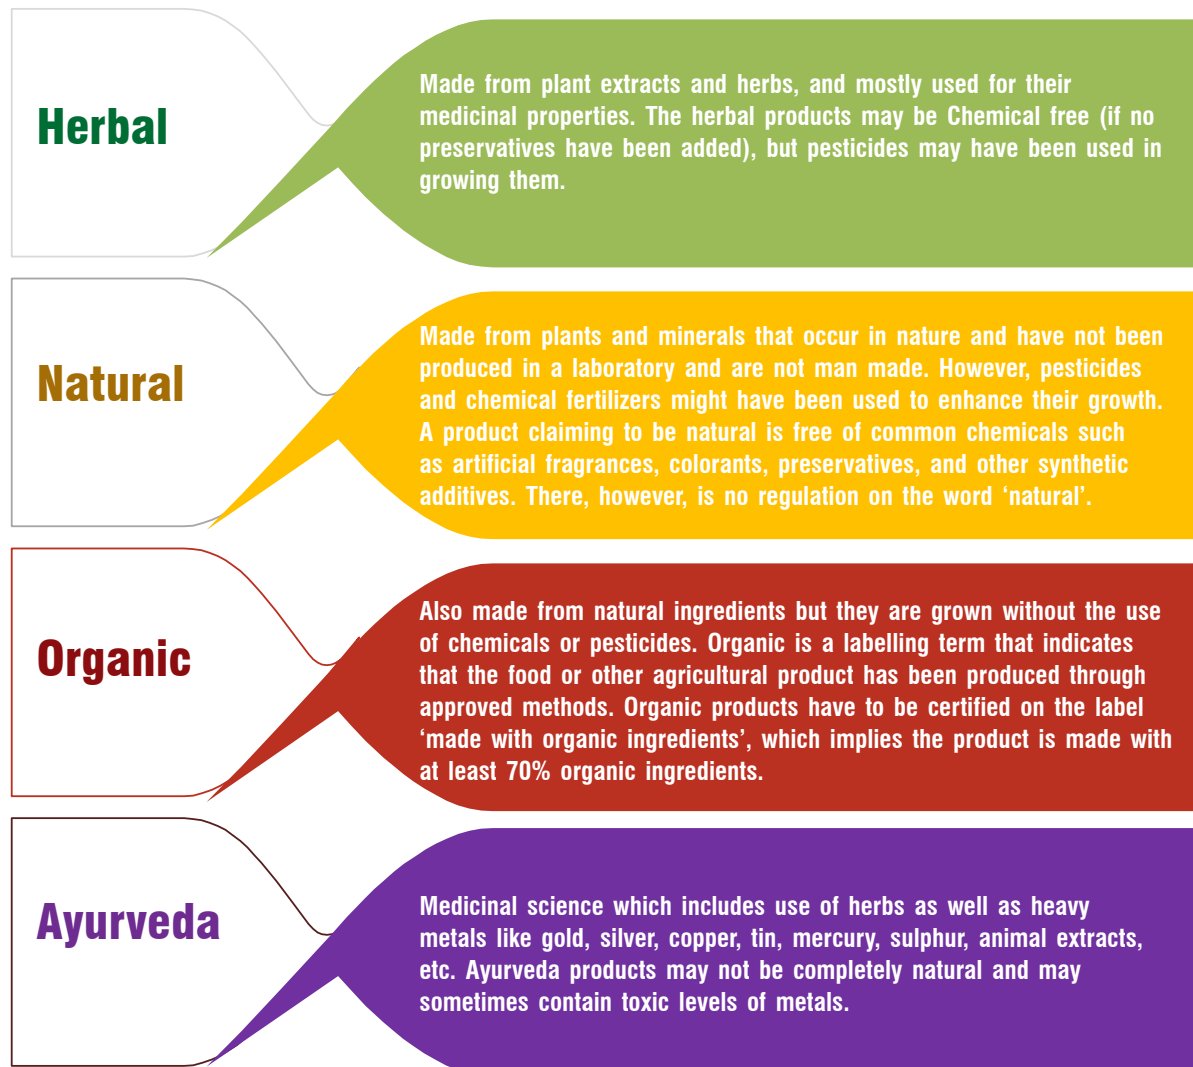 Herbal
Made from plant extracts and herbs, and mostly used for their
medicinal properties. The herbal products may be Chemical free (if no
preservatives have been added), but pesticides may have been used in
growing them.
Natural
Made from plants and minerals that occur in nature and have not been
produced in a laboratory and are not man made. However, pesticides
and chemical fertilizers might have been used to enhance their growth.
A product claiming to be natural is free of common chemicals such
as artificial fragrances, colorants, preservatives, and other synthetic
additives. There, however, is no regulation on the word ‘natural’.
Organic
Also made from natural ingredients but they are grown without the use
of chemicals or pesticides. Organic is a labelling term that indicates
that the food or other agricultural product has been produced through
approved methods. Organic products have to be certified on the label
‘made with organic ingredients’, which implies the product is made with
at least 70% organic ingredients.
Ayurveda
Medicinal science which includes use of herbs as well as heavy
metals like gold, silver, copper, tin, mercury, sulphur, animal extracts,
etc. Ayurveda products may not be completely natural and may
sometimes contain toxic levels of metals.